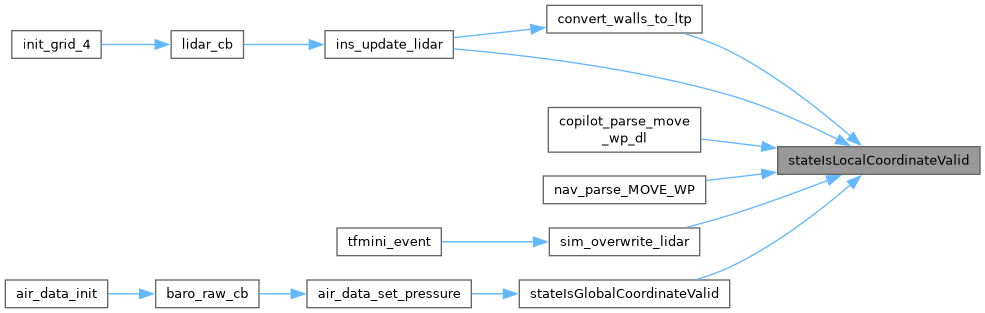 convert_walls_to_ltp
init_grid_4
lidar_cb
ins_update_lidar
copilot_parse_move
_wp_dl
stateIsLocalCoordinateValid
nav_parse_MOVE_WP
tfmini_event
sim_overwrite_lidar
air_data_init
baro_raw_cb
air_data_set_pressure
stateIsGlobalCoordinateValid